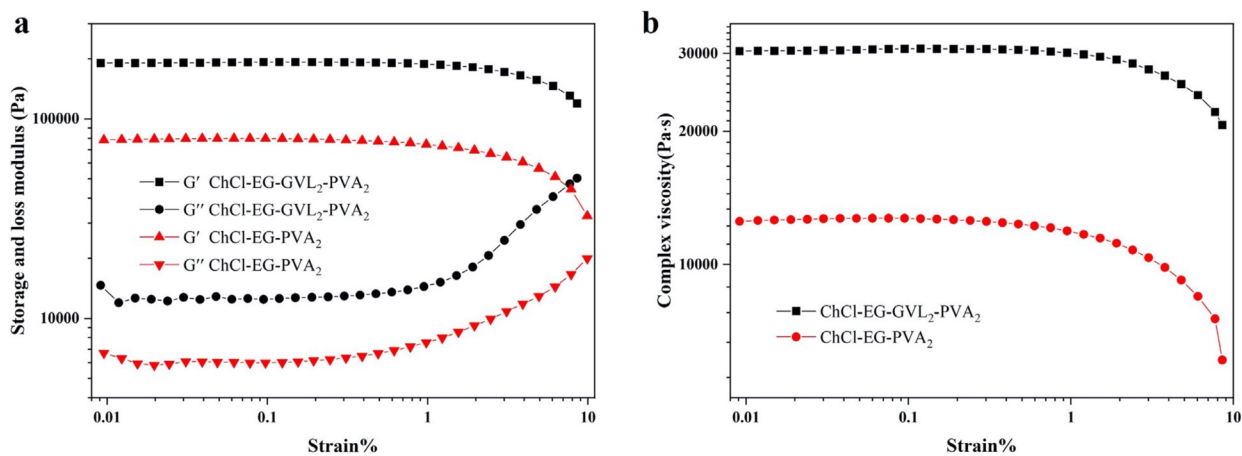 a
Storage and loss modulus (Pa)
100000
10000
G′ ChCl-EG-GVL₂-PVA₂
G′′ ChCl-EG-GVL₂-PVA₂
G′ ChCl-EG-PVA₂
G′′ ChCl-EG-PVA₂
0.01 0.1 1 10
Strain%
b
Complex viscosity(Pa·s)
30000
20000
10000
ChCl-EG-GVL₂-PVA₂
ChCl-EG-PVA₂
0.01 0.1 1 10
Strain%